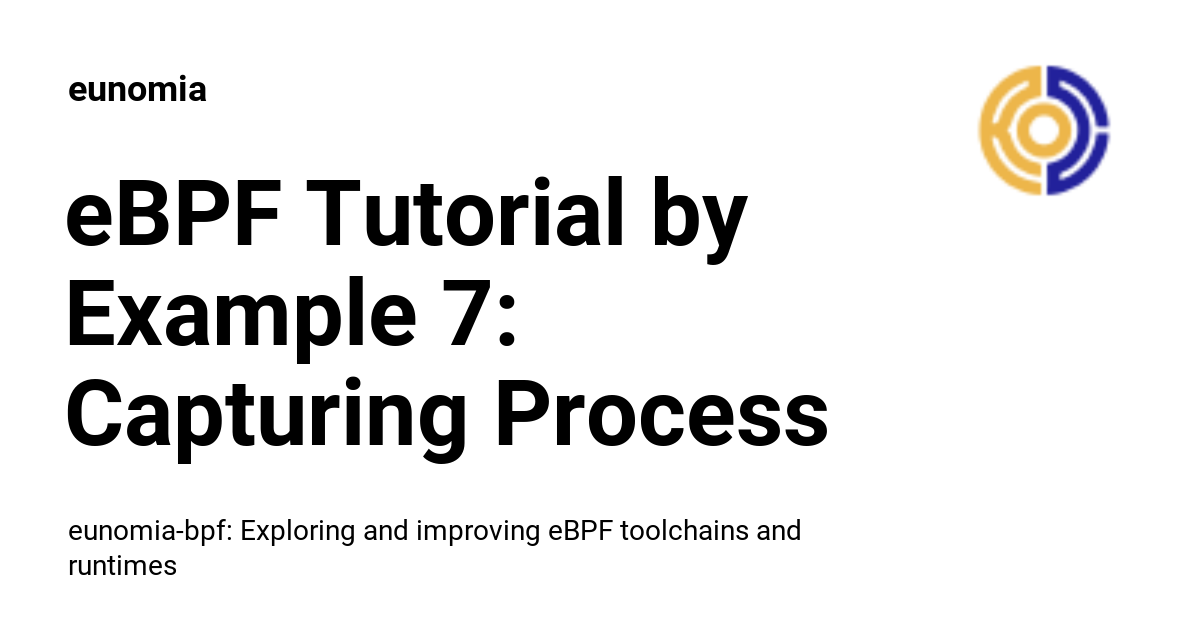 eunomia
eBPF Tutorial by
Example 7:
Capturing Process
eunomia-bpf: Exploring and improving eBPF toolchains and
runtimes